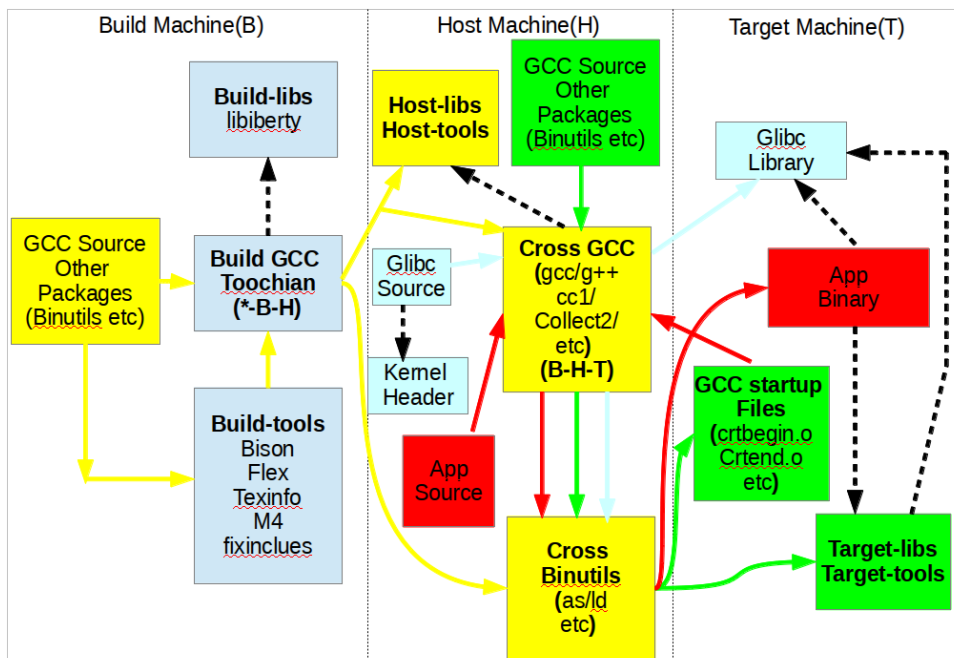 Build Machine(B)
Host Machine(H)
Target Machine(T)
Build-libs
libiberty
GCC Source
Other
Packages
(Binutils etc)
Build GCC
Toochian
(*-B-H)
Build-tools
Bison
Flex
Texinfo
M4
fixinclues
Host-libs
Host-tools
GCC Source
Other
Packages
(Binutils etc)
Glibc
Source
Kernel
Header
Cross GCC
(gcc/g++
cc1/
Collect2/
etc)
(B-H-T)
App
Source
Cross
Binutils
(as/ld
etc)
Glibc
Library
App
Binary
GCC startup
Files
(crtbegin.o
Crtend.o
etc)
Target-libs
Target-tools